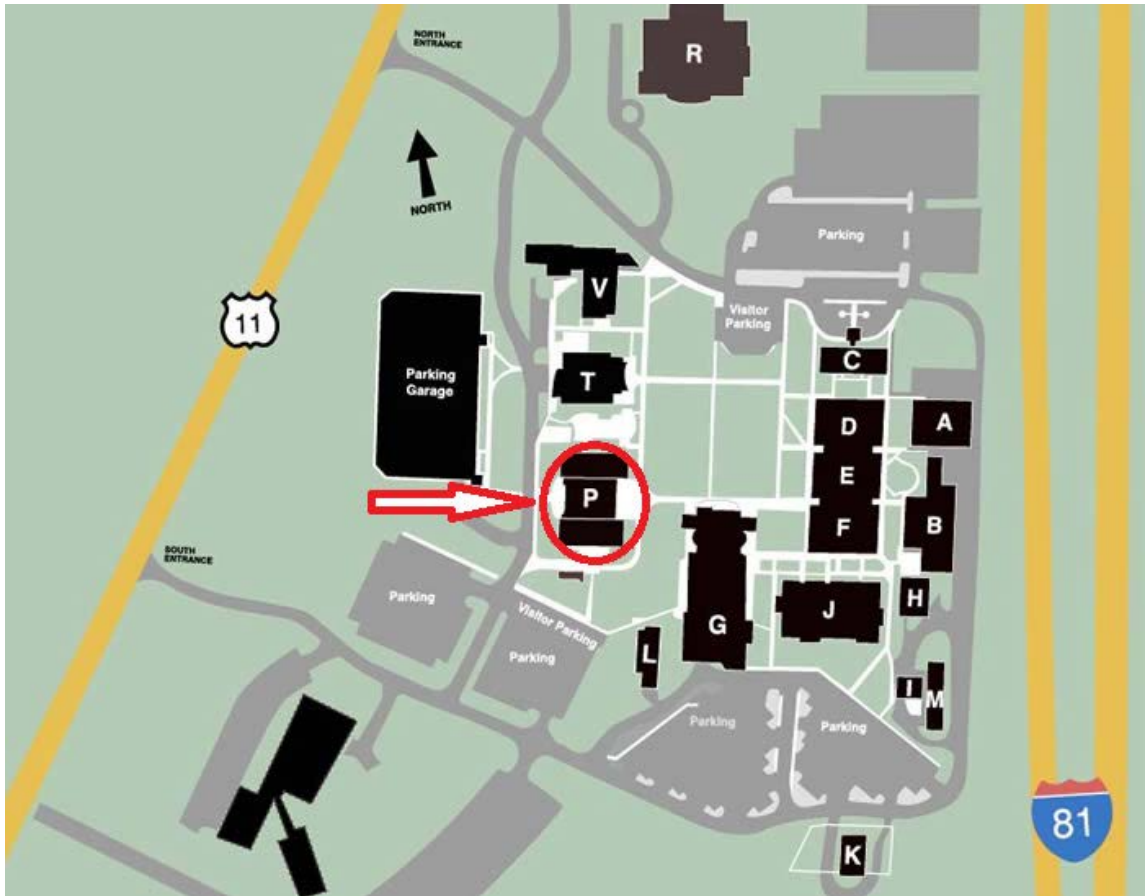 NORTH
ENTRANCE
R
NORTH
Parking
11
V
Visitor
Parking
C
Parking
Garage
T
D
A
E
P
F
B
SOUTH
ENTRANCE
Parking
Visitor Parking
H
J
G
L
Parking
I
M
Parking
Parking
81
K